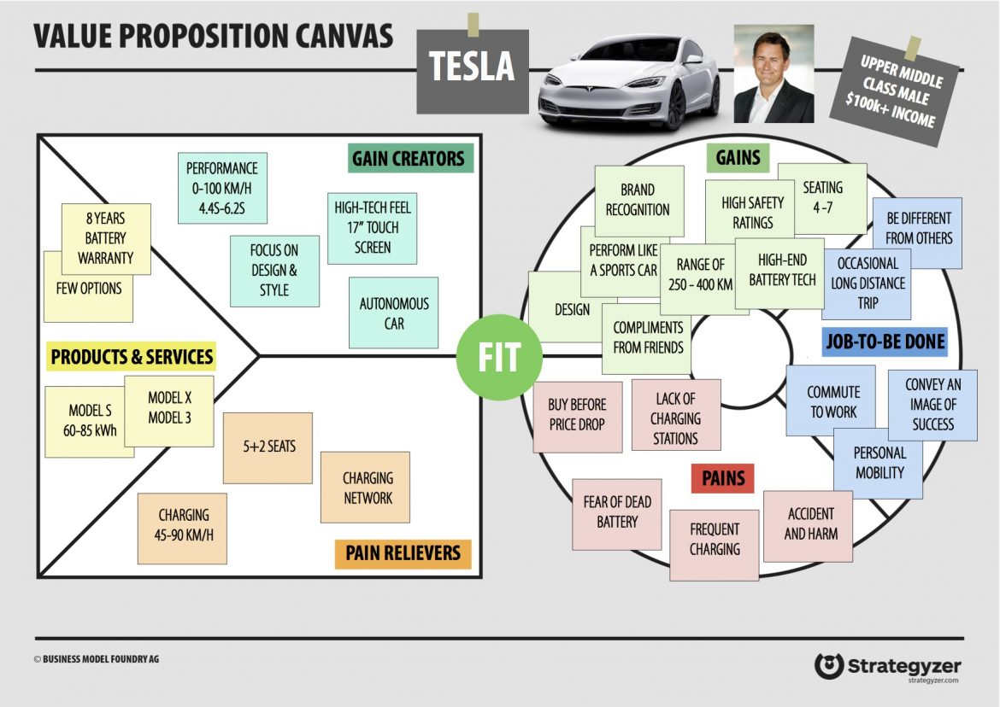 VALUE PROPOSITION CANVAS
TESLA
UPPER MIDDLE
CLASS MALE
$100k+ INCOME
GAIN CREATORS
PERFORMANCE
0-100 KM/H
4.4S-6.2S
HIGH-TECH FEEL
17” TOUCH
SCREEN
8 YEARS
BATTERY
WARRANTY
FEW OPTIONS
FOCUS ON
DESIGN &
STYLE
AUTONOMOUS
CAR
PRODUCTS & SERVICES
MODEL S
60-85 kWh
MODEL X
MODEL 3
5+2 SEATS
CHARGING
NETWORK
CHARGING
45-90 KM/H
PAIN RELIEVERS
FIT
GAINS
BRAND
RECOGNITION
HIGH SAFETY
RATINGS
SEATING
4 -7
PERFORM LIKE
A SPORTS CAR
RANGE OF
250 - 400 KM
HIGH-END
BATTERY TECH
DESIGN
COMPLIMENTS
FROM FRIENDS
BE DIFFERENT
FROM OTHERS
OCCASIONAL
LONG DISTANCE
TRIP
JOB-TO-BE DONE
COMMUTE
TO WORK
CONVEY AN
IMAGE OF
SUCCESS
PERSONAL
MOBILITY
BUY BEFORE
PRICE DROP
LACK OF
CHARGING
STATIONS
PAINS
FEAR OF DEAD
BATTERY
FREQUENT
CHARGING
ACCIDENT
AND HARM
© BUSINESS MODEL FOUNDRY AG
Strategyzer
strategyzer.com